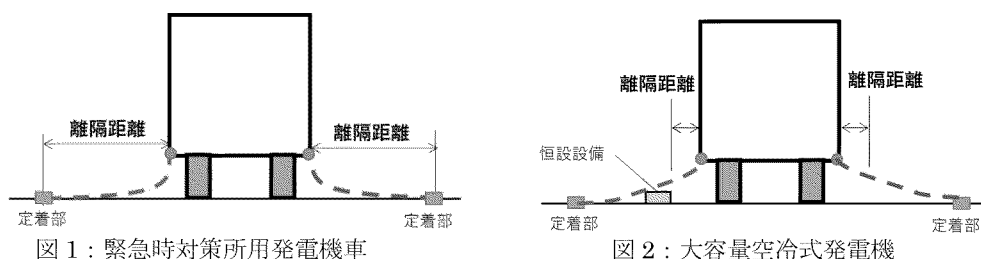 離隔距離
離隔距離
定着部
定着部
図1：緊急時対策所用発電機車
離隔距離
離隔距離
恒設設備
定着部
定着部
図2：大容量空冷式発電機